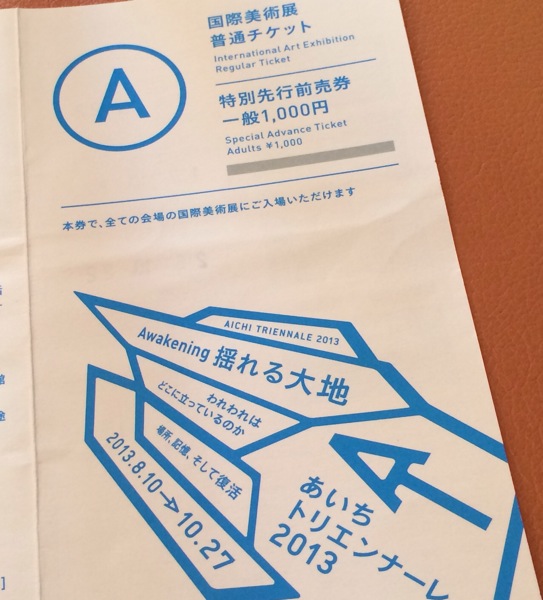 A
国際美術展
普通チケット
International Art Exhibition
Regular Ticket
特別先行前売券
一般1,000円
Special Advance Ticket
Adults ¥1,000
本券で、全ての会場の国際美術展にご入場いただけます
AICHI TRIENNALE 2013
Awakening 揺れる大地
われわれは
どこに立っているのか
場所、記憶、そして復活
2013.8.10→10.27
A
あいち
トリエンナーレ
2013
館
途
]